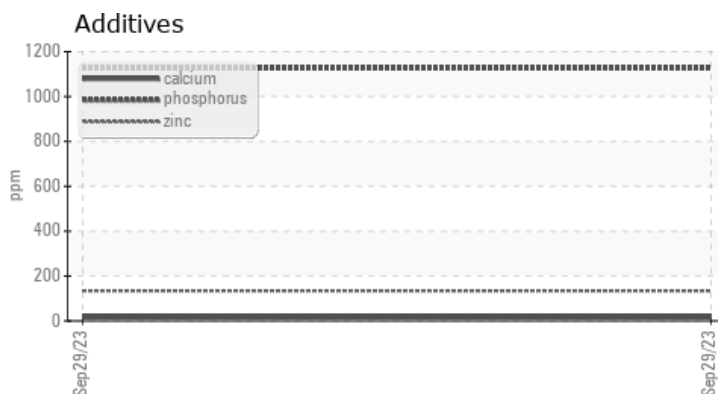 Additives
1200
1000
800
600
400
200
0
ppm
calcium
phosphorus
zinc
Sep29/23
Sep29/23